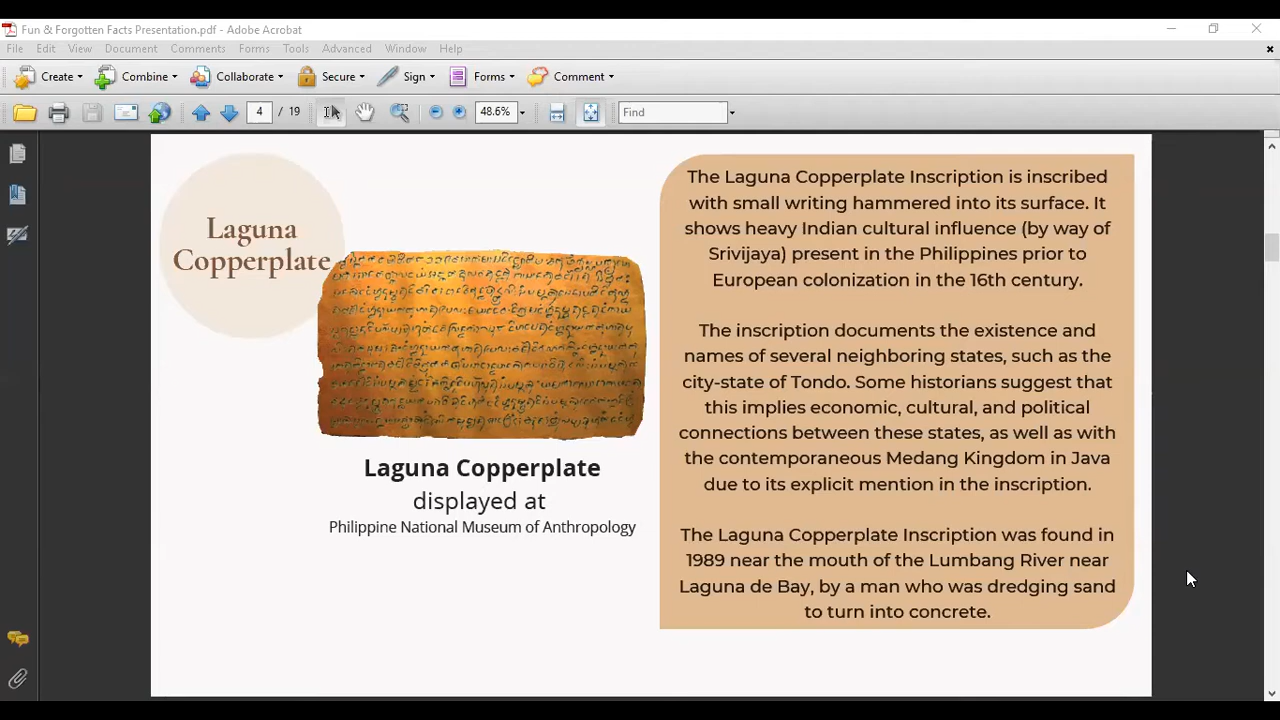 Fun & Forgotten Facts Presentation.pdf - Adobe Acrobat
File Edit View Document Comments Forms Tools Advanced Window Help
Create Combine Collaborate Secure Sign Forms Comment
4 / 19 48.6% Find
Laguna
Copperplate
Laguna Copperplate
displayed at
Philippine National Museum of Anthropology
The Laguna Copperplate Inscription is inscribed
with small writing hammered into its surface. It
shows heavy Indian cultural influence (by way of
Srivijaya) present in the Philippines prior to
European colonization in the 16th century.
The inscription documents the existence and
names of several neighboring states, such as the
city-state of Tondo. Some historians suggest that
this implies economic, cultural, and political
connections between these states, as well as with
the contemporaneous Medang Kingdom in Java
due to its explicit mention in the inscription.
The Laguna Copperplate Inscription was found in
1989 near the mouth of the Lumbang River near
Laguna de Bay, by a man who was dredging sand
to turn into concrete.